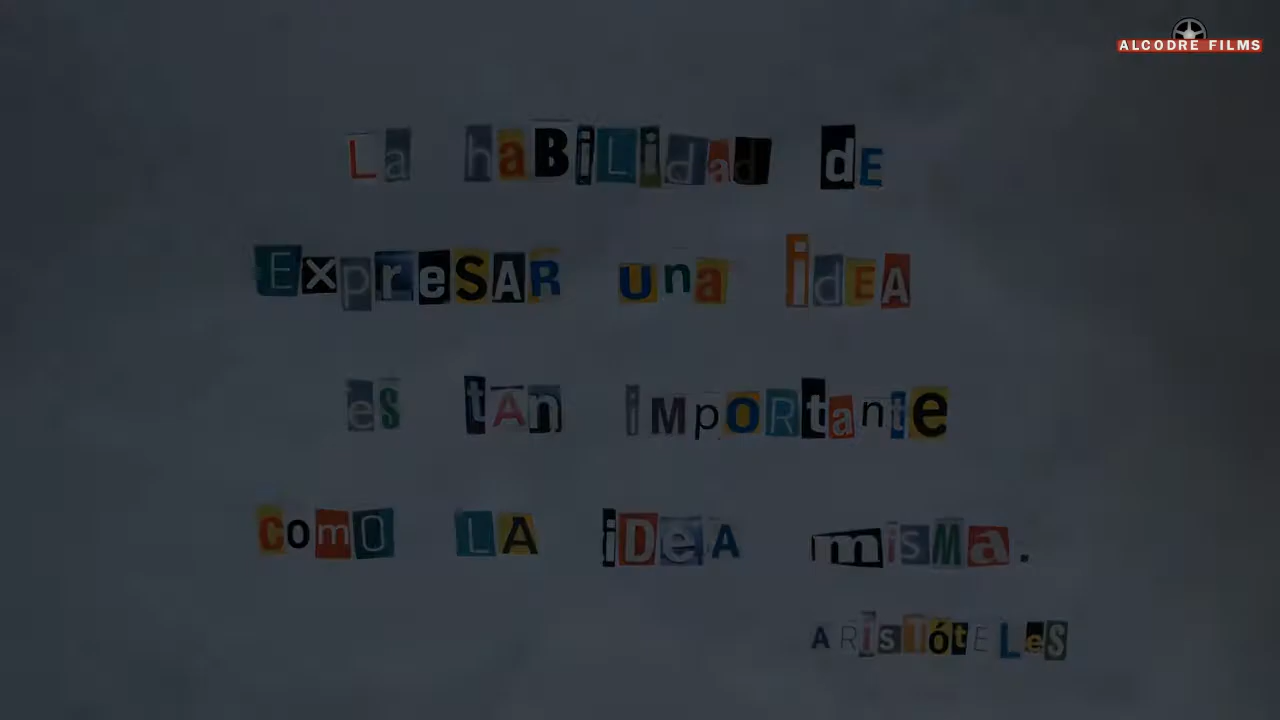 ALCODRE FILMS
La haBiLidad dE
ExpreSAR una idEA
es tAn iMpORtante
comO LA iDeA misMa.
ARisTótELeS